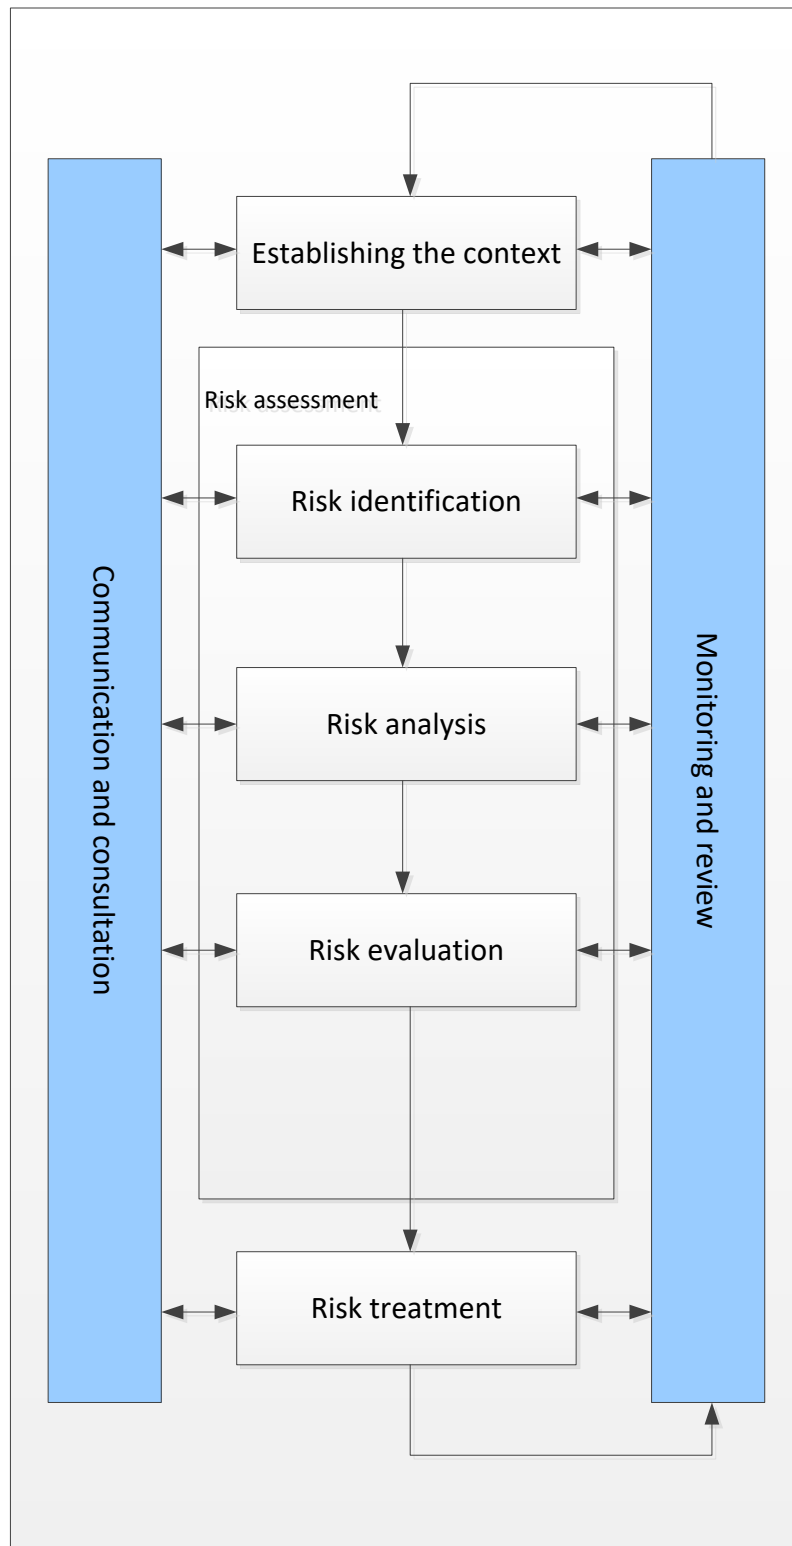 Establishing the context
Risk assessment
Risk identification
Risk analysis
Risk evaluation
Risk treatment
Communication and consultation
Monitoring and review